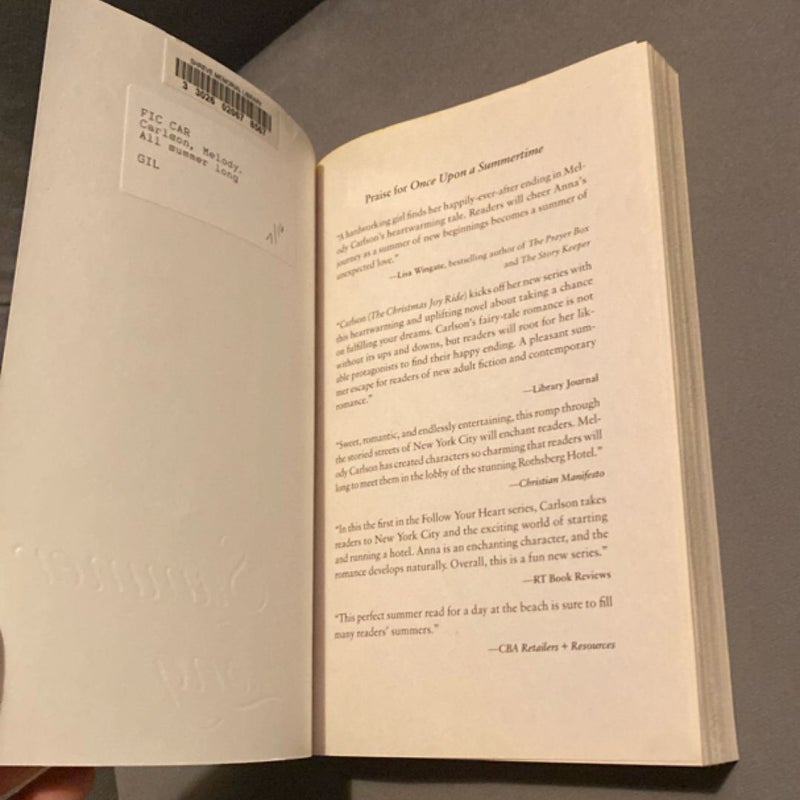 SHREVE MEMORIAL LIBRARY
3 3026 02067 8567
FIC CAR
Carlson, Melody.
All summer long
GIL
Praise for Once Upon a Summertime
“A hardworking girl finds her happily-ever-after ending in Mel-
ody Carlson’s heartwarming tale. Readers will cheer Anna’s
journey as a summer of new beginnings becomes a summer of
unexpected love.”
—Lisa Wingate, bestselling author of The Prayer Box
and The Story Keeper
“Carlson (The Christmas Joy Ride) kicks off her new series with
this heartwarming and uplifting novel about taking a chance
on fulfilling your dreams. Carlson’s fairy-tale romance is not
without its ups and downs, but readers will root for her lik-
able protagonists to find their happy ending. A pleasant sum-
mer escape for readers of new adult fiction and contemporary
romance.”
—Library Journal
“Sweet, romantic, and endlessly entertaining, this romp through
the storied streets of New York City will enchant readers. Mel-
ody Carlson has created characters so charming that readers will
long to meet them in the lobby of the stunning Rothsberg Hotel.”
—Christian Manifesto
“In this the first in the Follow Your Heart series, Carlson takes
readers to New York City and the exciting world of starting
and running a hotel. Anna is an enchanting character, and the
romance develops naturally. Overall, this is a fun new series.”
—RT Book Reviews
“This perfect summer read for a day at the beach is sure to fill
many readers’ summers.”
—CBA Retailers + Resources
Summer
Long